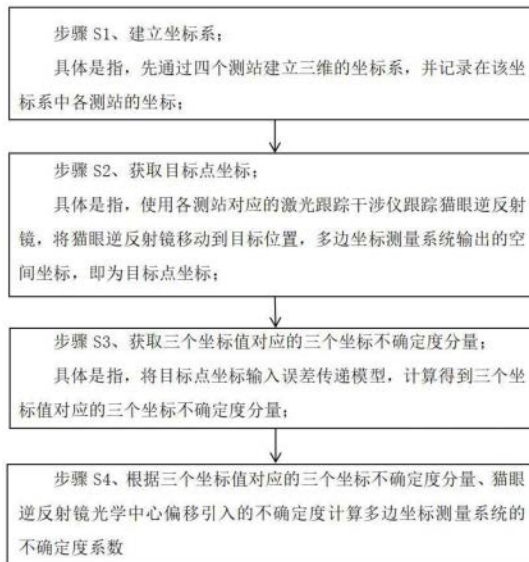 步骤 S1、建立坐标系；
具体是指，先通过四个测站建立三维的坐标系，并记录在该坐
标系中各测站的坐标；
步骤 S2、获取目标点坐标；
具体是指，使用各测站对应的激光跟踪干涉仪跟踪猫眼逆反射
镜，将猫眼逆反射镜移动到目标位置，多边坐标测量系统输出的空
间坐标，即为目标点坐标；
步骤 S3、获取三个坐标值对应的三个坐标不确定度分量；
具体是指，将目标点坐标输入误差传递模型，计算得到三个坐
标值对应的三个坐标不确定度分量；
步骤 S4、根据三个坐标值对应的三个坐标不确定度分量、猫眼
逆反射镜光学中心偏移引入的不确定度计算多边坐标测量系统的
不确定度系数